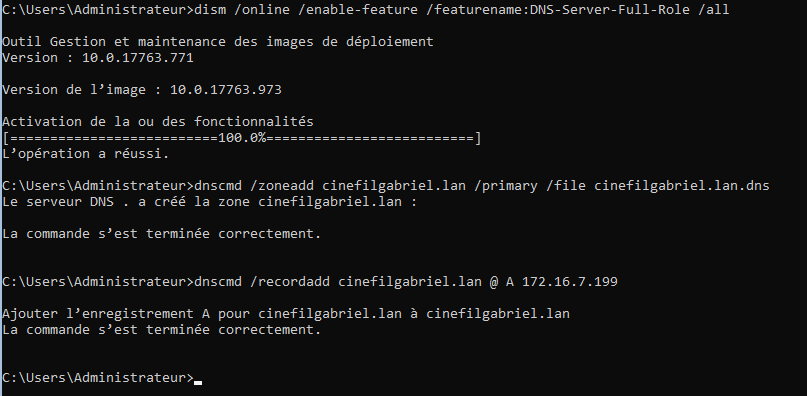 C:\Users\Administrateur>dism /online /enable-feature /featurename:DNS-Server-Full-Role /all
Outil Gestion et maintenance des images de déploiement
Version : 10.0.17763.771
Version de l’image : 10.0.17763.973
Activation de la ou des fonctionnalités
[==========================100.0%==========================]
L’opération a réussi.
C:\Users\Administrateur>dnscmd /zoneadd cinefilgabriel.lan /primary /file cinefilgabriel.lan.dns
Le serveur DNS . a créé la zone cinefilgabriel.lan :
La commande s’est terminée correctement.
C:\Users\Administrateur>dnscmd /recordadd cinefilgabriel.lan @ A 172.16.7.199
Ajouter l’enregistrement A pour cinefilgabriel.lan à cinefilgabriel.lan
La commande s’est terminée correctement.
C:\Users\Administrateur>